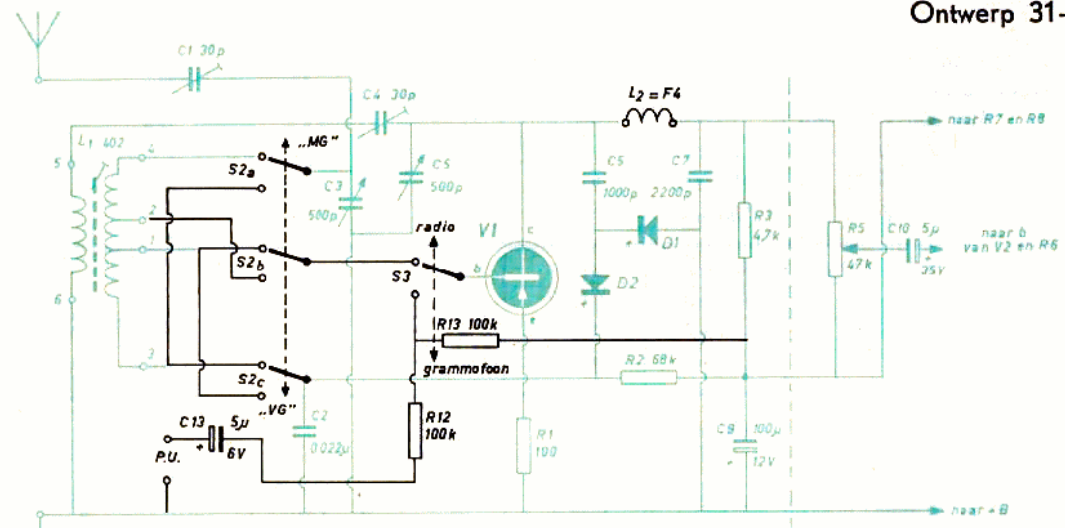 Ontwerp 31-
C1 30p
C4 30p
L₂ = F4
naar R7 en R8
L1 402
5
4
S2a
„MG"
C3
500p
C5
500p
C6
1000p
C7
2200p
2
radio
V1
c
R3
4,7k
R5
47k
C10
5µ
+
35V
naar b
van V2 en R6
1
S2b
S3
b
D1
+
6
D2
+
e
R13 100k
3
grammofoon
R2 68k
S2c
„VG"
C13
5µ
+
6V
C2
0.022µ
R12
100k
R1
100
C9
100µ
+
12V
P.U.
naar + B